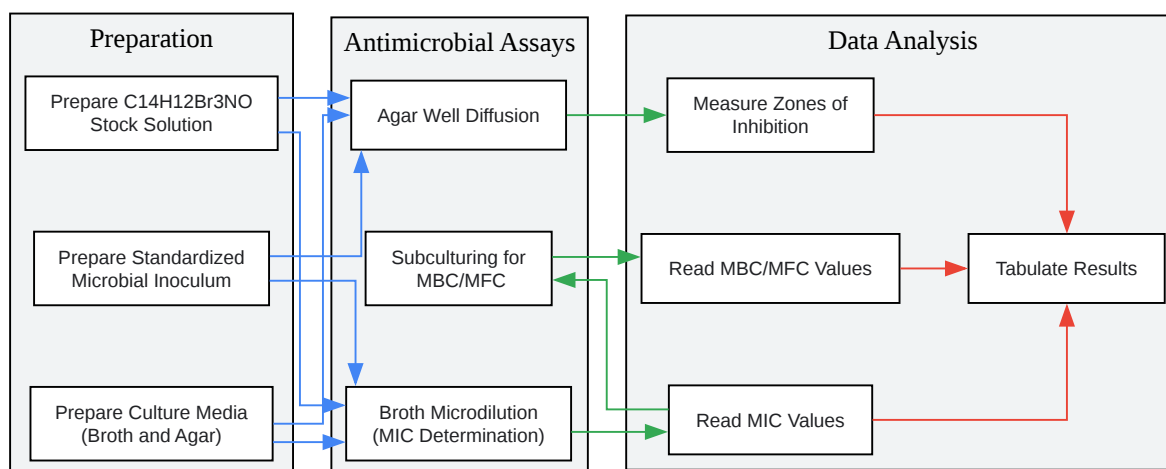 Preparation
Prepare C14H12Br3NO
Stock Solution
Prepare Standardized
Microbial Inoculum
Prepare Culture Media
(Broth and Agar)
Antimicrobial Assays
Agar Well Diffusion
Subculturing for
MBC/MFC
Broth Microdilution
(MIC Determination)
Data Analysis
Measure Zones of
Inhibition
Read MBC/MFC Values
Tabulate Results
Read MIC Values